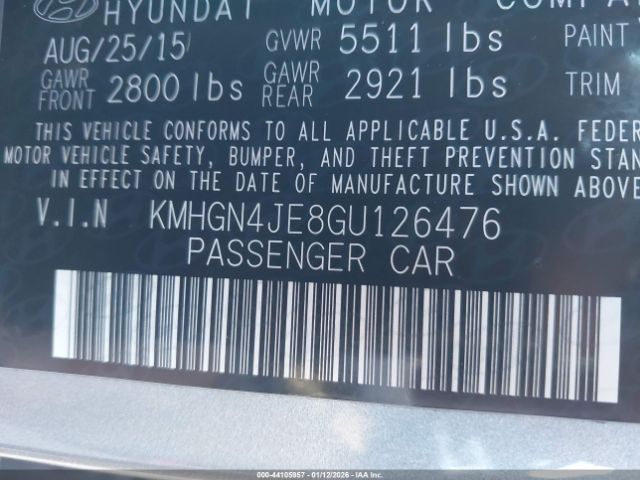 HYUNDAI MOTOR COMPA
AUG/25/15 GVWR 5511 lbs PAINT
GAWR FRONT 2800 lbs GAWR REAR 2921 lbs TRIM
THIS VEHICLE CONFORMS TO ALL APPLICABLE U.S.A. FEDER
MOTOR VEHICLE SAFETY, BUMPER, AND THEFT PREVENTION STAN
IN EFFECT ON THE DATE OF MANUFACTURE SHOWN ABOVE
V.I.N KMHGN4JE8GU126476
PASSENGER CAR
000-44105957 - 01/12/2026 - IAA Inc.